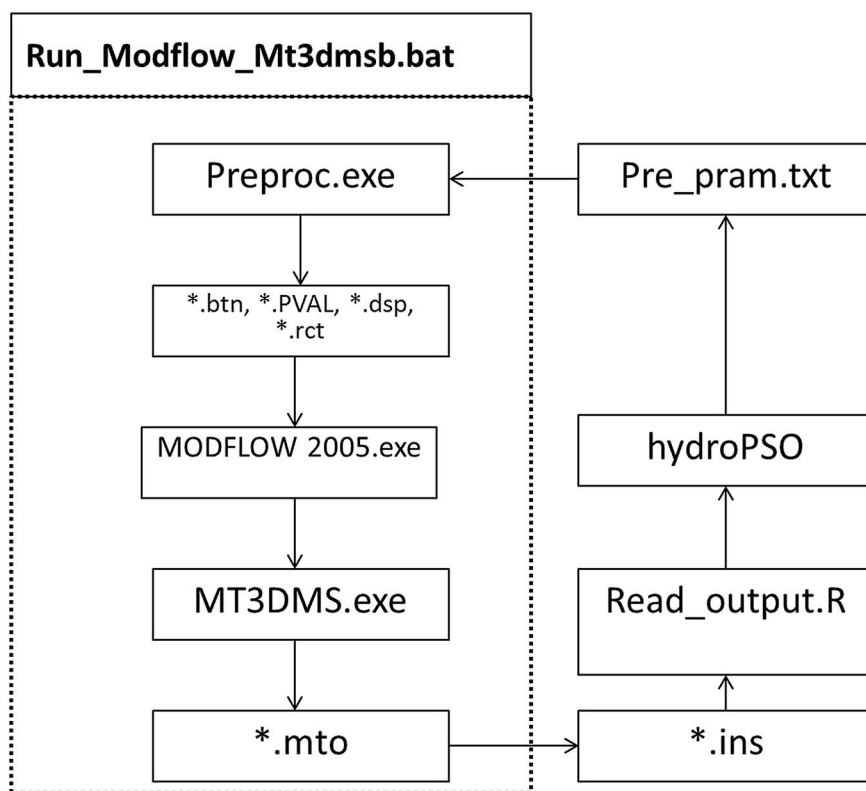 Run_Modflow_Mt3dmsb.bat
Preproc.exe
Pre_pram.txt
*.btn, *.PVAL, *.dsp,
*.rct
MODFLOW 2005.exe
hydroPSO
MT3DMS.exe
Read_output.R
*.mto
*.ins